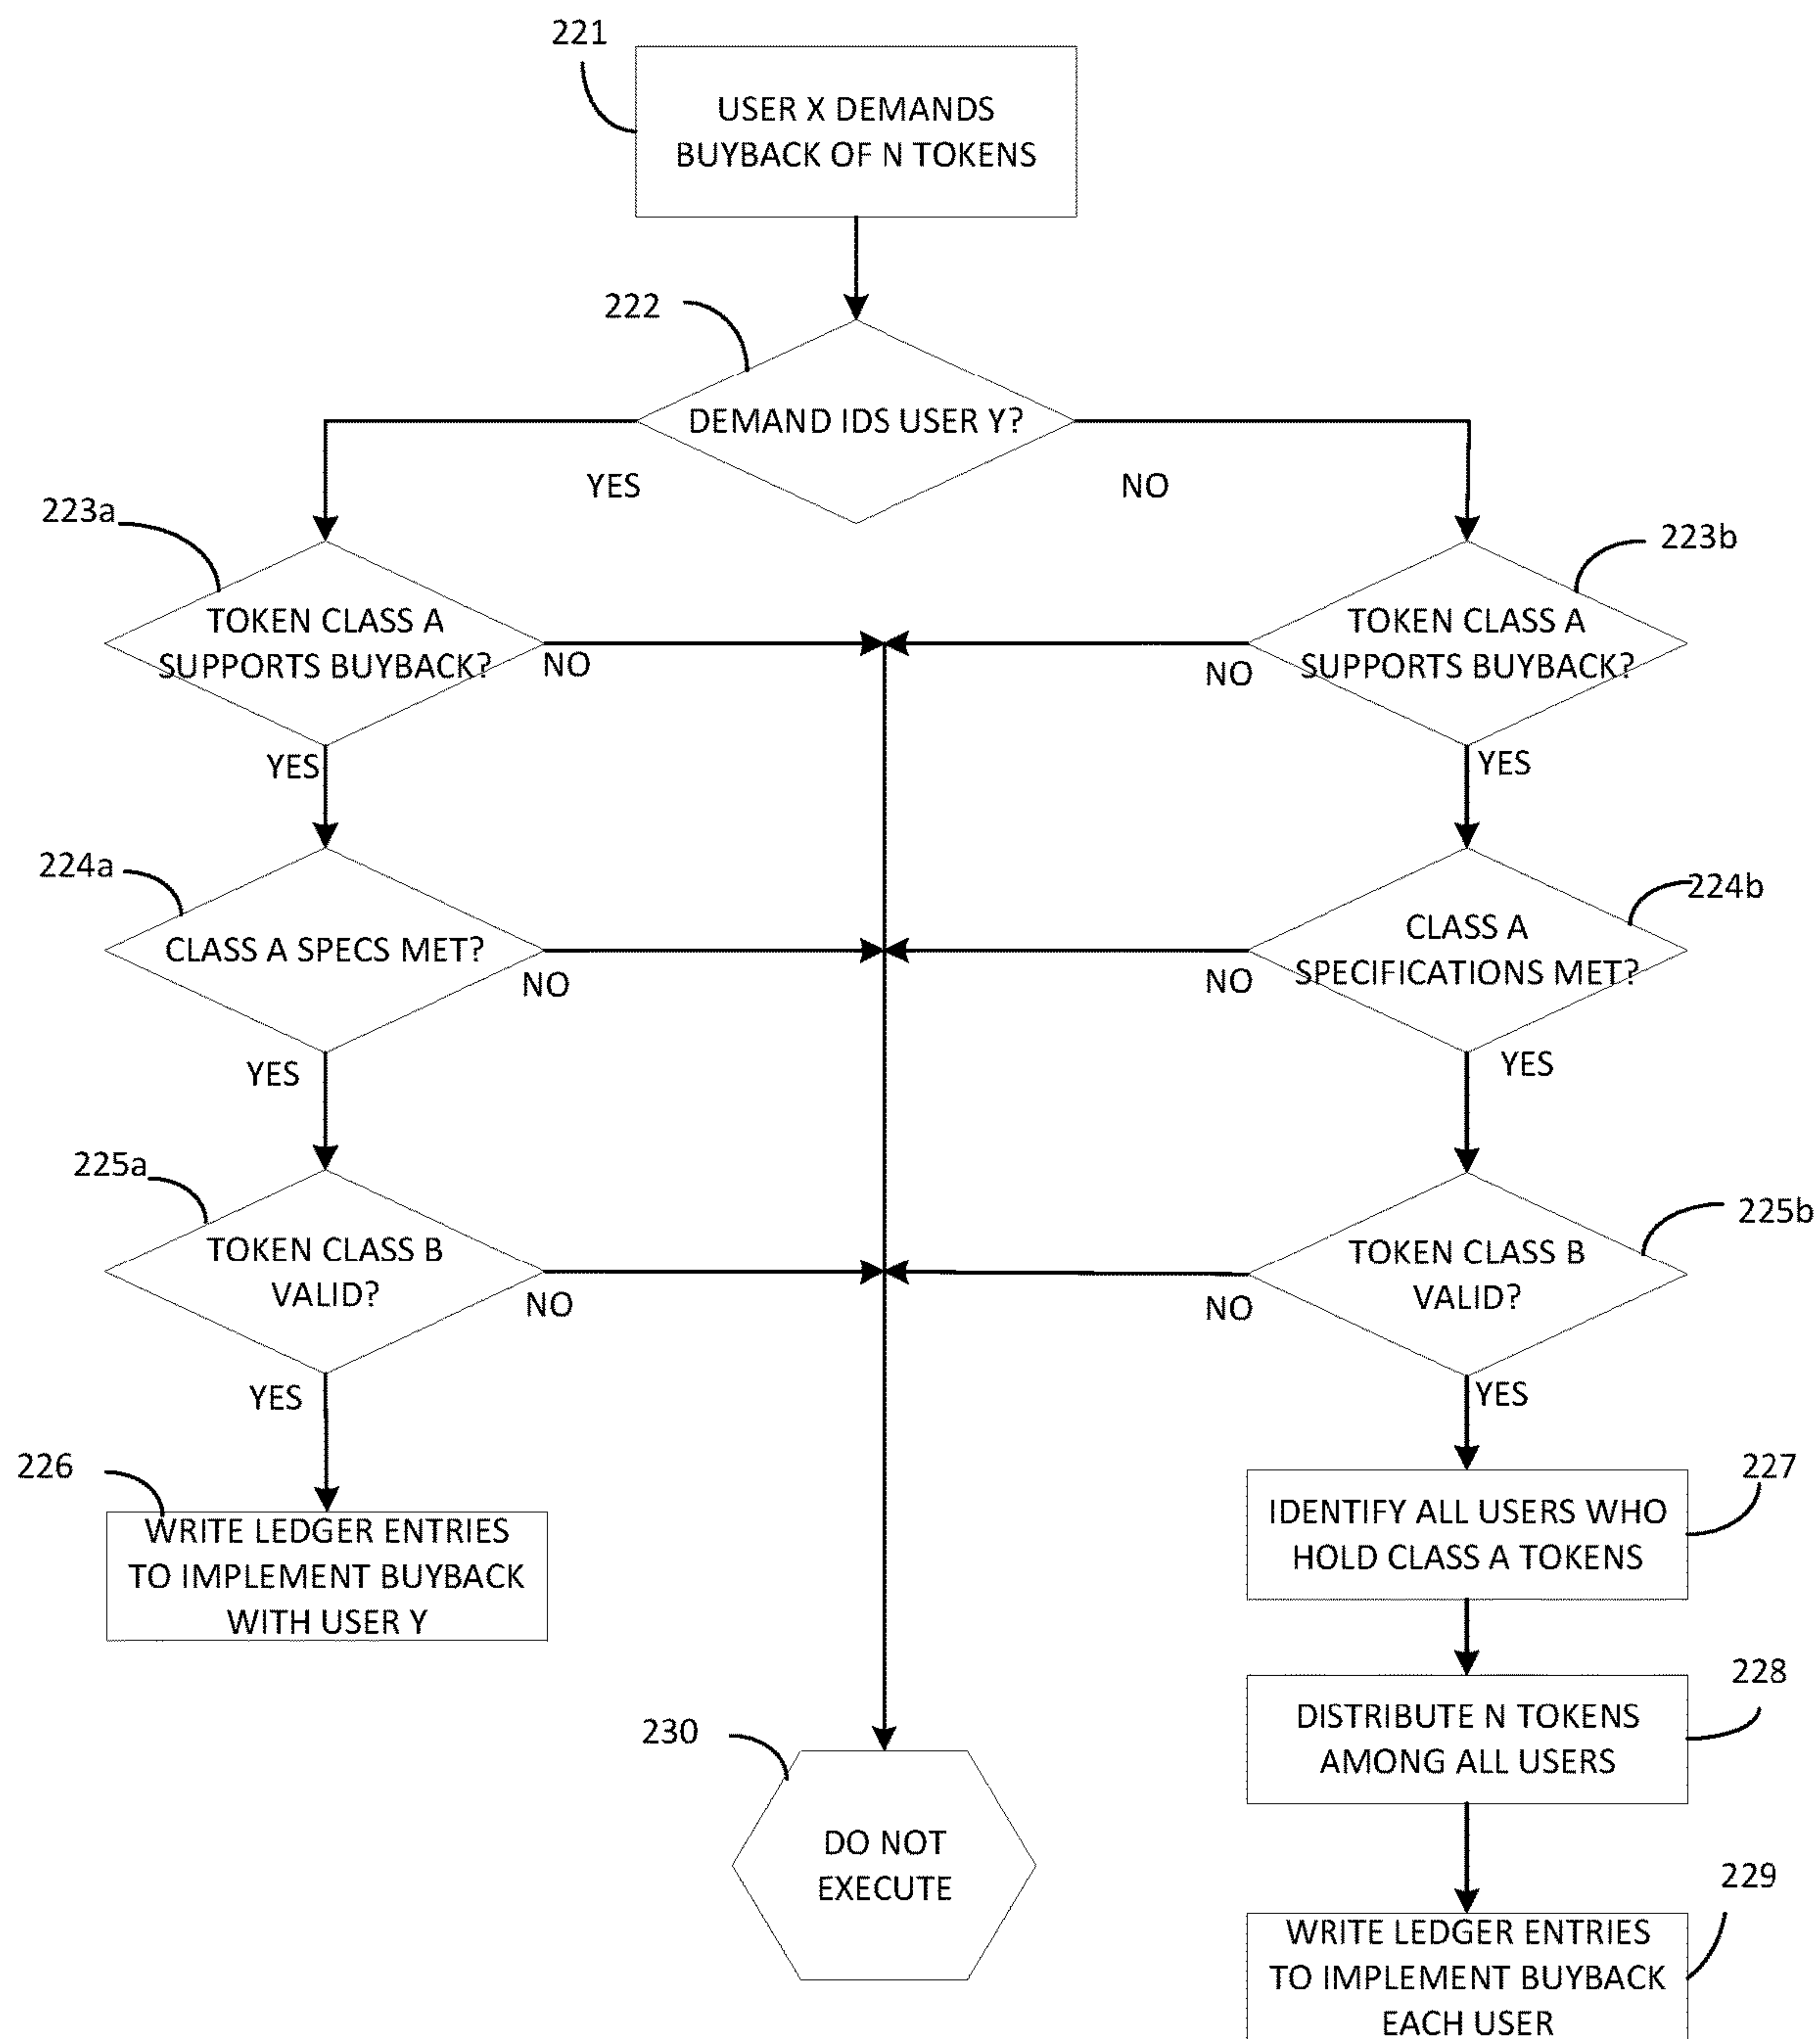 221
USER X DEMANDS
BUYBACK OF N TOKENS
222
DEMAND IDS USER Y?
YES
NO
223a
223b
TOKEN CLASS A
SUPPORTS BUYBACK?
NO
TOKEN CLASS A
SUPPORTS BUYBACK?
NO
YES
YES
224a
224b
CLASS A SPECS MET?
NO
CLASS A
SPECIFICATIONS MET?
NO
YES
YES
225a
225b
TOKEN CLASS B
VALID?
NO
TOKEN CLASS B
VALID?
NO
YES
YES
226
WRITE LEDGER ENTRIES
TO IMPLEMENT BUYBACK
WITH USER Y
227
IDENTIFY ALL USERS WHO
HOLD CLASS A TOKENS
228
DISTRIBUTE N TOKENS
AMONG ALL USERS
230
DO NOT
EXECUTE
229
WRITE LEDGER ENTRIES
TO IMPLEMENT BUYBACK
EACH USER